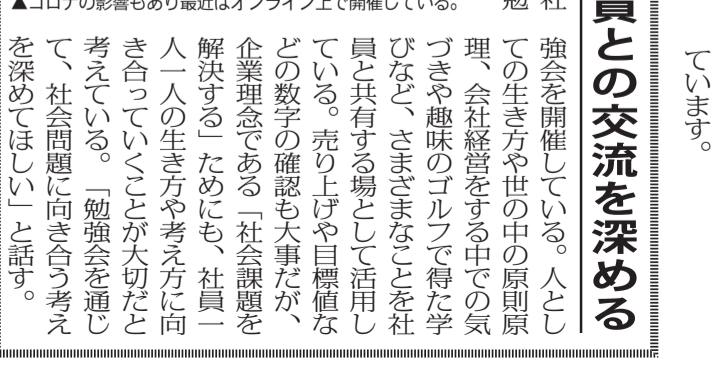 ています。
員との交流を深める
社
勉
強会を開催している。人とし
ての生き方や世の中の原則原
理、会社経営をする中での気
づきや趣味のゴルフで得た学
びなど、さまざまなことを社
員と共有する場として活用し
ている。売り上げや目標値な
どの数字の確認も大事だが、
企業理念である「社会課題を
解決する」ためにも、社員一
人一人の生き方や考え方に向
き合っていくことが大切だと
考えている。「勉強会を通じ
て、社会問題に向き合う考え
を深めてほしい」と話す。
▲コロナの影響もあり最近はオンライン上で開催している。